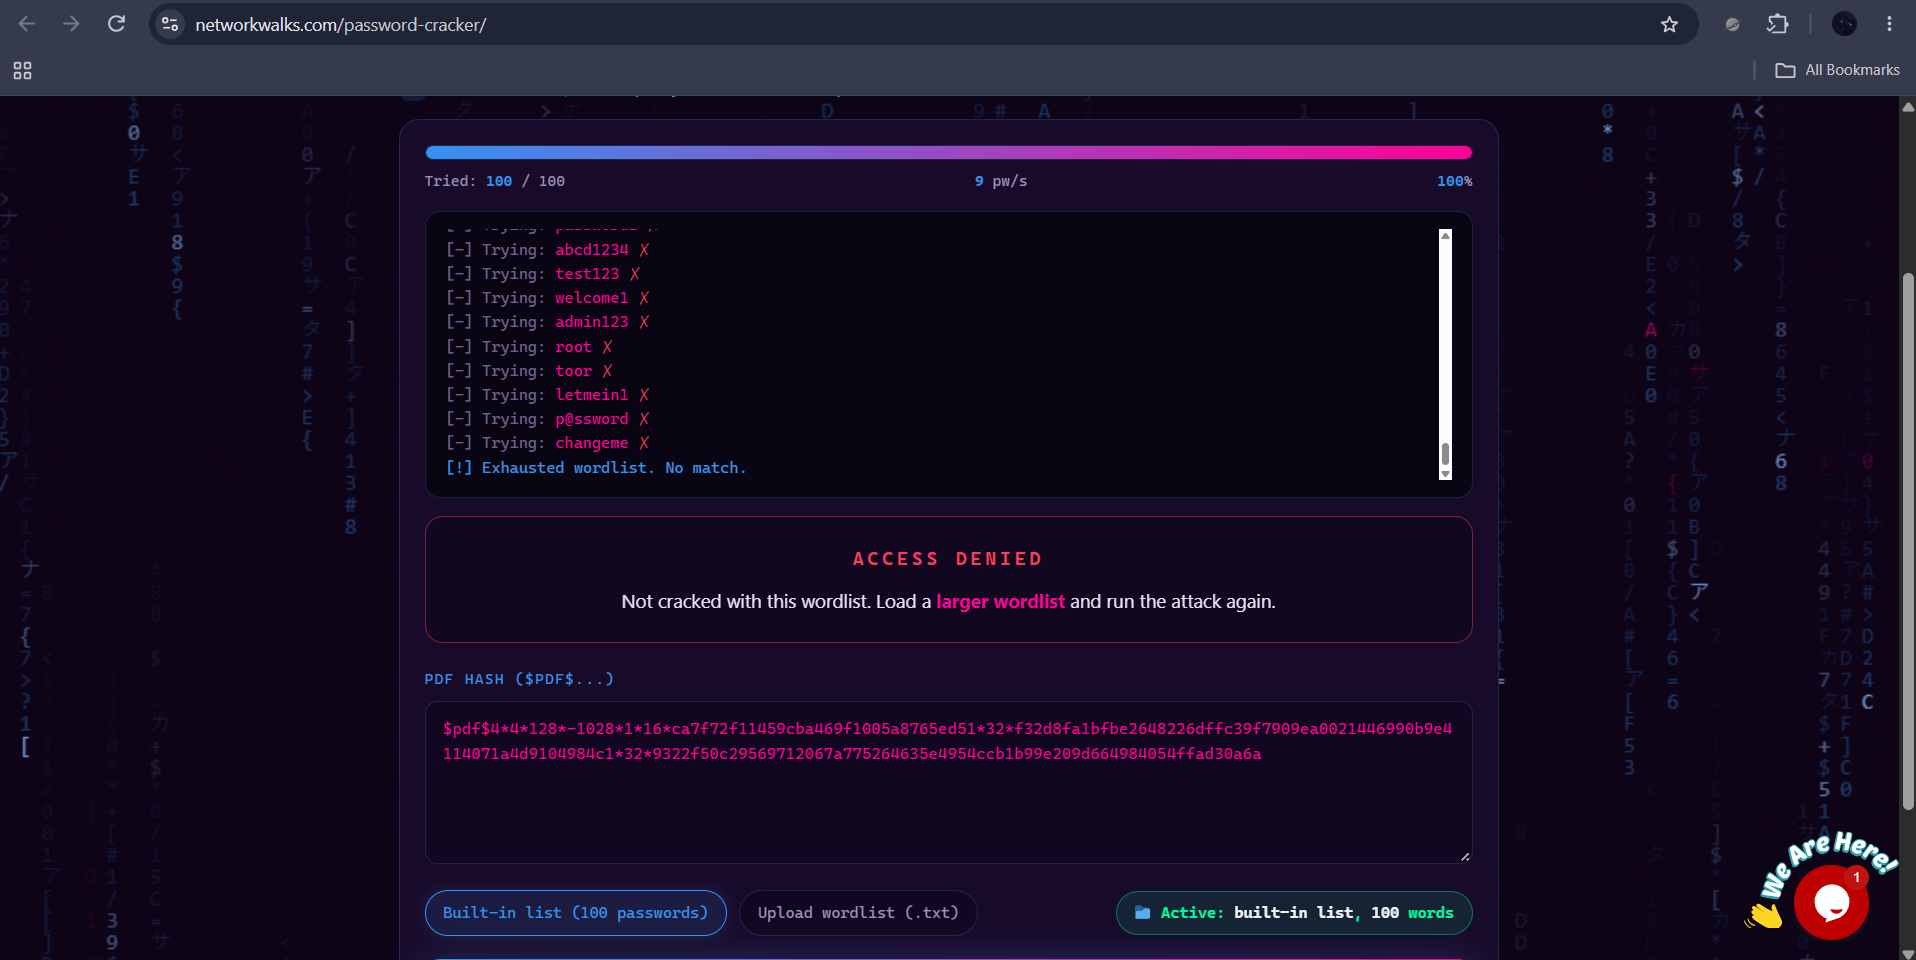 networkwalks.com/password-cracker/
All Bookmarks
Tried: 100 / 100
9 pw/s
100%
[-] Trying: abcd1234 ✗
[-] Trying: test123 ✗
[-] Trying: welcome1 ✗
[-] Trying: admin123 ✗
[-] Trying: root ✗
[-] Trying: toor ✗
[-] Trying: letmein1 ✗
[-] Trying: p@ssword ✗
[-] Trying: changeme ✗
[!] Exhausted wordlist. No match.
ACCESS DENIED
Not cracked with this wordlist. Load a larger wordlist and run the attack again.
PDF HASH ($PDF$...)
$pdf$4*4*128*-1028*1*16*ca7f72f11459cba469f1005a8765ed51*32*f32d8fa1bfbe2648226dffc39f7909ea0021446990b9e4
114071a4d9104984c1*32*9322f50c29569712067a775264635e4954ccb1b99e209d664984054ffad30a6a
Built-in list (100 passwords)
Upload wordlist (.txt)
Active: built-in list, 100 words
We Are Here!
1